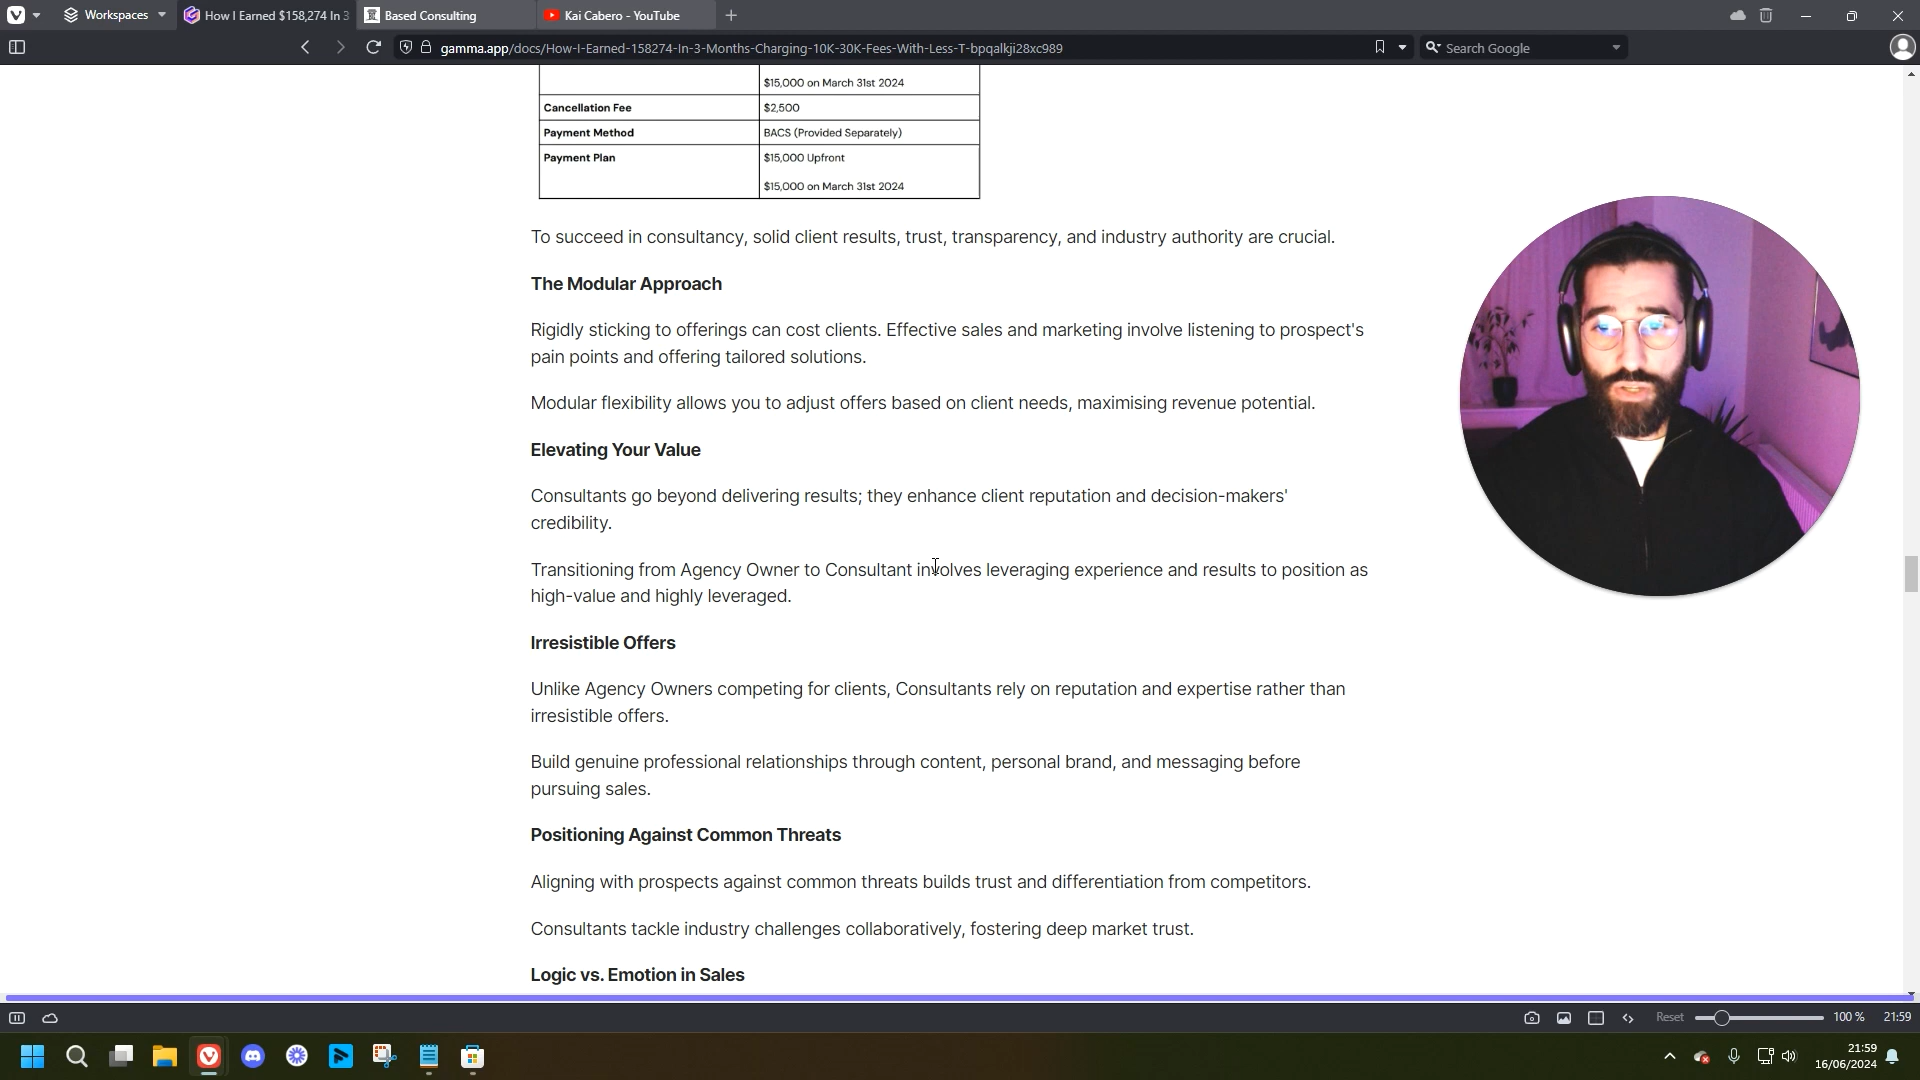 Workspaces
How I Earned $158,274 In 3
Based Consulting
Kai Cabero - YouTube
gamma.app/docs/How-I-Earned-158274-In-3-Months-Charging-10K-30K-Fees-With-Less-T-bpqalkji28xc989
Search Google
$15,000 on March 31st 2024
Cancellation Fee $2,500
Payment Method BACS (Provided Separately)
Payment Plan $15,000 Upfront
$15,000 on March 31st 2024
To succeed in consultancy, solid client results, trust, transparency, and industry authority are crucial.
The Modular Approach
Rigidly sticking to offerings can cost clients. Effective sales and marketing involve listening to prospect's
pain points and offering tailored solutions.
Modular flexibility allows you to adjust offers based on client needs, maximising revenue potential.
Elevating Your Value
Consultants go beyond delivering results; they enhance client reputation and decision-makers'
credibility.
Transitioning from Agency Owner to Consultant involves leveraging experience and results to position as
high-value and highly leveraged.
Irresistible Offers
Unlike Agency Owners competing for clients, Consultants rely on reputation and expertise rather than
irresistible offers.
Build genuine professional relationships through content, personal brand, and messaging before
pursuing sales.
Positioning Against Common Threats
Aligning with prospects against common threats builds trust and differentiation from competitors.
Consultants tackle industry challenges collaboratively, fostering deep market trust.
Logic vs. Emotion in Sales
Reset
100 %
21:59
21:59
16/06/2024